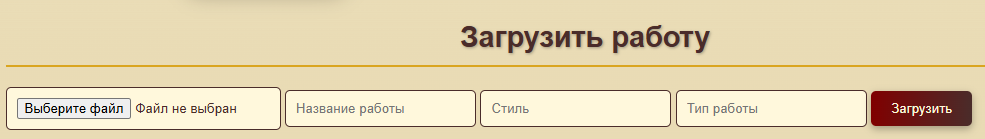 Загрузить работу
Выберите файл Файл не выбран Название работы Стиль Тип работы Загрузить